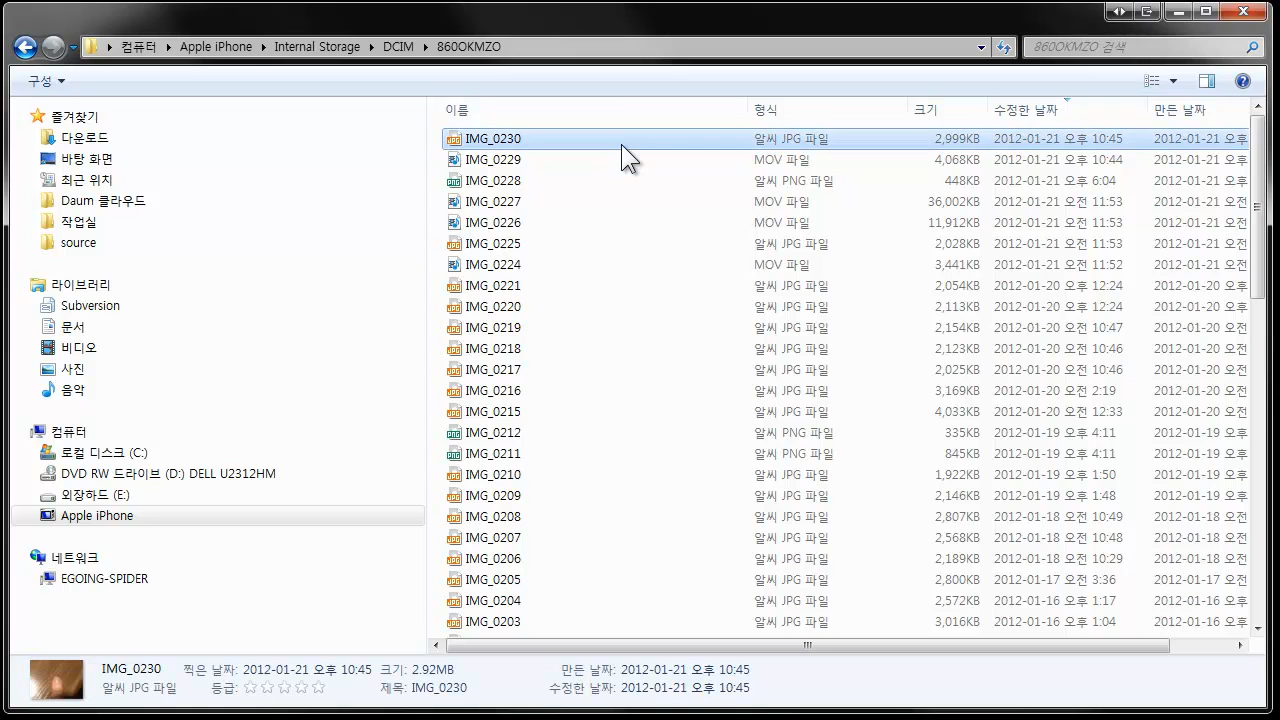 컴퓨터 Apple iPhone Internal Storage DCIM 860OKMZO
860OKMZO 검색
구성
즐겨찾기
다운로드
바탕 화면
최근 위치
Daum 클라우드
작업실
source
라이브러리
Subversion
문서
비디오
사진
음악
컴퓨터
로컬 디스크 (C:)
DVD RW 드라이브 (D:) DELL U2312HM
외장하드 (E:)
Apple iPhone
네트워크
EGOING-SPIDER
이름 형식 크기 수정한 날짜 만든 날짜
IMG_0230 알씨 JPG 파일 2,999KB 2012-01-21 오후 10:45 2012-01-21 오후
IMG_0229 MOV 파일 4,068KB 2012-01-21 오후 10:44 2012-01-21 오후
IMG_0228 알씨 PNG 파일 448KB 2012-01-21 오후 6:04 2012-01-21 오후
IMG_0227 MOV 파일 36,002KB 2012-01-21 오전 11:53 2012-01-21 오전
IMG_0226 MOV 파일 11,912KB 2012-01-21 오전 11:53 2012-01-21 오전
IMG_0225 알씨 JPG 파일 2,028KB 2012-01-21 오전 11:53 2012-01-21 오전
IMG_0224 MOV 파일 3,441KB 2012-01-21 오전 11:52 2012-01-21 오전
IMG_0221 알씨 JPG 파일 2,054KB 2012-01-20 오후 12:24 2012-01-20 오후
IMG_0220 알씨 JPG 파일 2,113KB 2012-01-20 오후 12:24 2012-01-20 오후
IMG_0219 알씨 JPG 파일 2,154KB 2012-01-20 오전 10:47 2012-01-20 오전
IMG_0218 알씨 JPG 파일 2,123KB 2012-01-20 오전 10:46 2012-01-20 오전
IMG_0217 알씨 JPG 파일 2,025KB 2012-01-20 오전 10:46 2012-01-20 오전
IMG_0216 알씨 JPG 파일 3,169KB 2012-01-20 오전 2:19 2012-01-20 오전
IMG_0215 알씨 JPG 파일 4,033KB 2012-01-20 오전 12:33 2012-01-20 오전
IMG_0212 알씨 PNG 파일 335KB 2012-01-19 오후 4:11 2012-01-19 오후
IMG_0211 알씨 PNG 파일 845KB 2012-01-19 오후 4:11 2012-01-19 오후
IMG_0210 알씨 JPG 파일 1,922KB 2012-01-19 오후 1:50 2012-01-19 오후
IMG_0209 알씨 JPG 파일 2,146KB 2012-01-19 오후 1:48 2012-01-19 오후
IMG_0208 알씨 JPG 파일 2,807KB 2012-01-18 오전 10:49 2012-01-18 오전
IMG_0207 알씨 JPG 파일 2,568KB 2012-01-18 오전 10:48 2012-01-18 오전
IMG_0206 알씨 JPG 파일 2,189KB 2012-01-18 오전 10:29 2012-01-18 오전
IMG_0205 알씨 JPG 파일 2,800KB 2012-01-17 오전 3:36 2012-01-17 오전
IMG_0204 알씨 JPG 파일 2,572KB 2012-01-16 오후 1:17 2012-01-16 오후
IMG_0203 알씨 JPG 파일 3,016KB 2012-01-16 오후 1:04 2012-01-16 오후
IMG_0230 찍은 날짜: 2012-01-21 오후 10:45 크기: 2.92MB 만든 날짜: 2012-01-21 오후 10:45
알씨 JPG 파일 등급: 제목: IMG_0230 수정한 날짜: 2012-01-21 오후 10:45